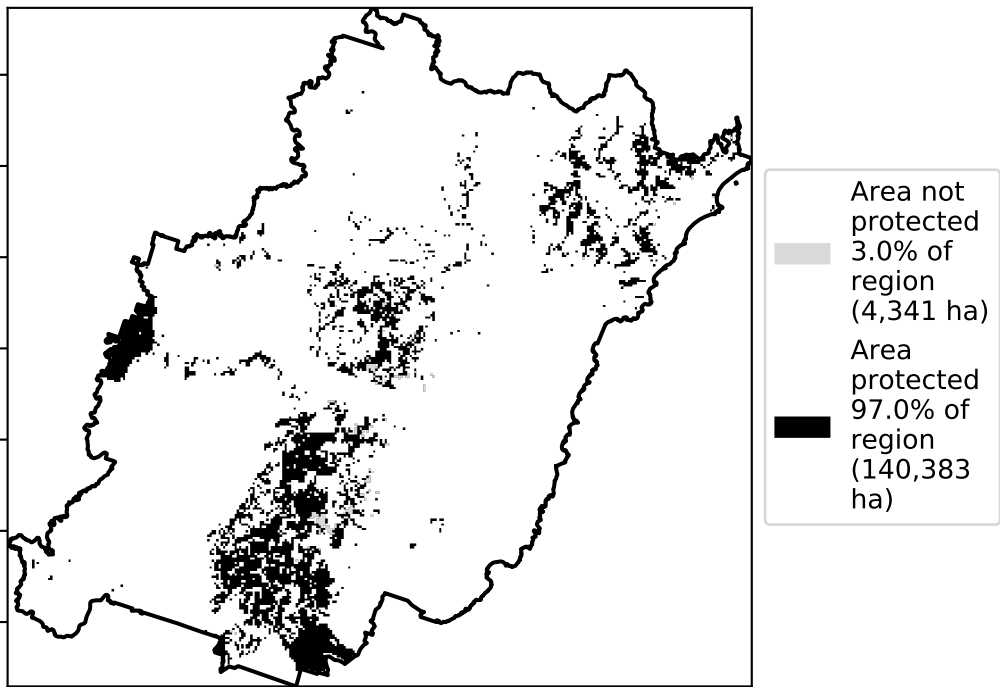 Area not
protected
3.0% of
region
(4,341 ha)
Area
protected
97.0% of
region
(140,383
ha)